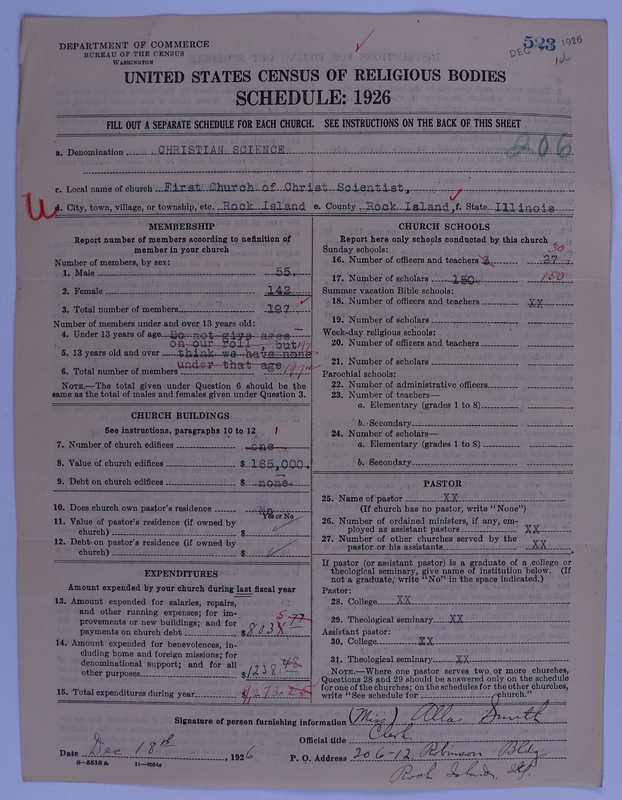 DEPARTMENT OF COMMERCE
BUREAU OF THE CENSUS
WASHINGTON
523
DEC 1926
UNITED STATES CENSUS OF RELIGIOUS BODIES
SCHEDULE: 1926
FILL OUT A SEPARATE SCHEDULE FOR EACH CHURCH. SEE INSTRUCTIONS ON THE BACK OF THIS SHEET
206
a. Denomination CHRISTIAN SCIENCE
c. Local name of church First Church of Christ Scientist,
d. City, town, village, or township, etc. Rock Island e. County Rock Island, f. State Illinois
MEMBERSHIP
Report number of members according to definition of
member in your church
Number of members, by sex:
1. Male 55.
2. Female 142
3. Total number of members 197
Number of members under and over 13 years old:
4. Under 13 years of age Do not give ages
on our roll, but 197
5. 13 years old and over think we have none
under that age
6. Total number of members 197
NOTE.—The total given under Question 6 should be the
same as the total of males and females given under Question 3.
CHURCH BUILDINGS
See instructions, paragraphs 10 to 12
7. Number of church edifices one 1
8. Value of church edifices $ 165,000.
9. Debt on church edifices $ none.
10. Does church own pastor's residence No
Yes or No
11. Value of pastor's residence (if owned by
church) $
12. Debt on pastor's residence (if owned by
church) $
EXPENDITURES
Amount expended by your church during last fiscal year
13. Amount expended for salaries, repairs,
and other running expenses; for im-
provements or new buildings; and for
payments on church debt $
14. Amount expended for benevolences, in-
cluding home and foreign missions; for
denominational support; and for all
other purposes $ 1238.48
15. Total expenditures during year $
CHURCH SCHOOLS
Report here only schools conducted by this church
Sunday schools: 30
16. Number of officers and teachers 3 27
17. Number of scholars 150 150
Summer vacation Bible schools:
18. Number of officers and teachers XX
19. Number of scholars
Week-day religious schools:
20. Number of officers and teachers
21. Number of scholars
Parochial schools:
22. Number of administrative officers
23. Number of teachers—
a. Elementary (grades 1 to 8)
b. Secondary
24. Number of scholars—
a. Elementary (grades 1 to 8)
b. Secondary
PASTOR
25. Name of pastor XX
(If church has no pastor, write "None")
26. Number of ordained ministers, if any, em-
ployed as assistant pastors XX
27. Number of other churches served by the
pastor or his assistants XX
If pastor (or assistant pastor) is a graduate of a college or
theological seminary, give name of institution below. (If
not a graduate, write "No" in the space indicated.)
Pastor:
28. College XX
29. Theological seminary XX
Assistant pastor:
30. College XX
31. Theological seminary XX
NOTE.—Where one pastor serves two or more churches,
Questions 28 and 29 should be answered only on the schedule
for one of the churches; on the schedules for the other churches,
write "See schedule for church."
Signature of person furnishing information (Miss) Alla Smith
Official title Clerk
Date Dec 18th, 1926 P. O. Address 206-12 Robinson Bldg
8—5518a 11—9084
Rock Island, Ill.